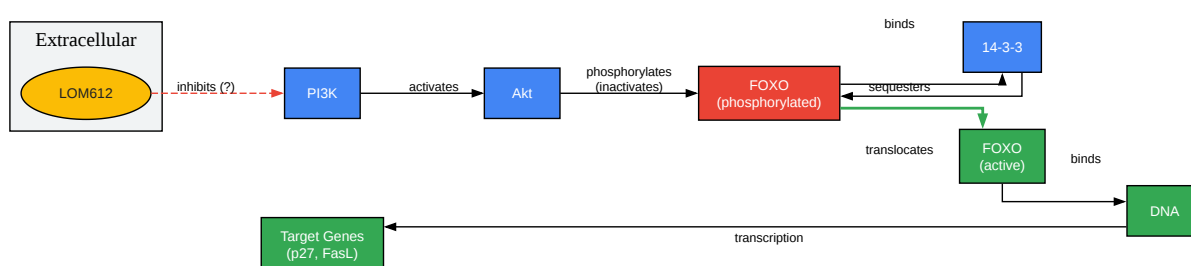 Extracellular
LOM612
inhibits (?)
PI3K
activates
Akt
phosphorylates
(inactivates)
FOXO
(phosphorylated)
binds
14-3-3
sequesters
translocates
FOXO
(active)
binds
DNA
transcription
Target Genes
(p27, FasL)